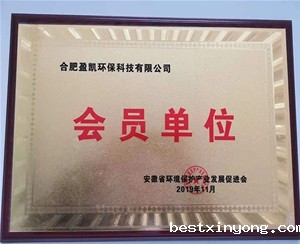 合肥盈凯环保科技有限公司
会员单位
安徽省环境保护产业发展促进会
2019年11月
bestxinyong.com